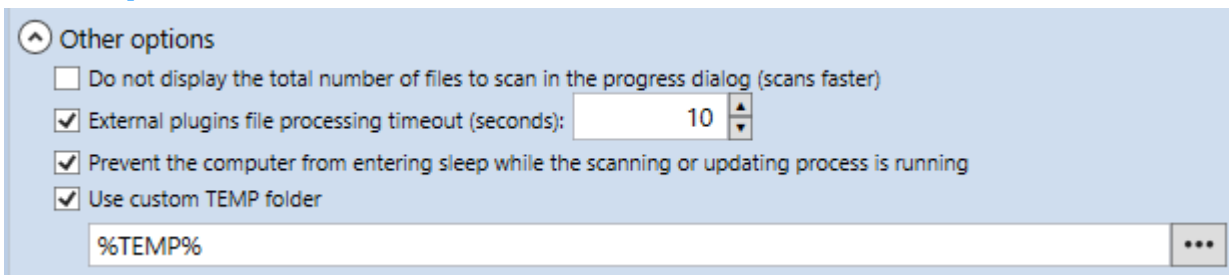 Other options
Do not display the total number of files to scan in the progress dialog (scans faster)
External plugins file processing timeout (seconds): 10
Prevent the computer from entering sleep while the scanning or updating process is running
Use custom TEMP folder
%TEMP%